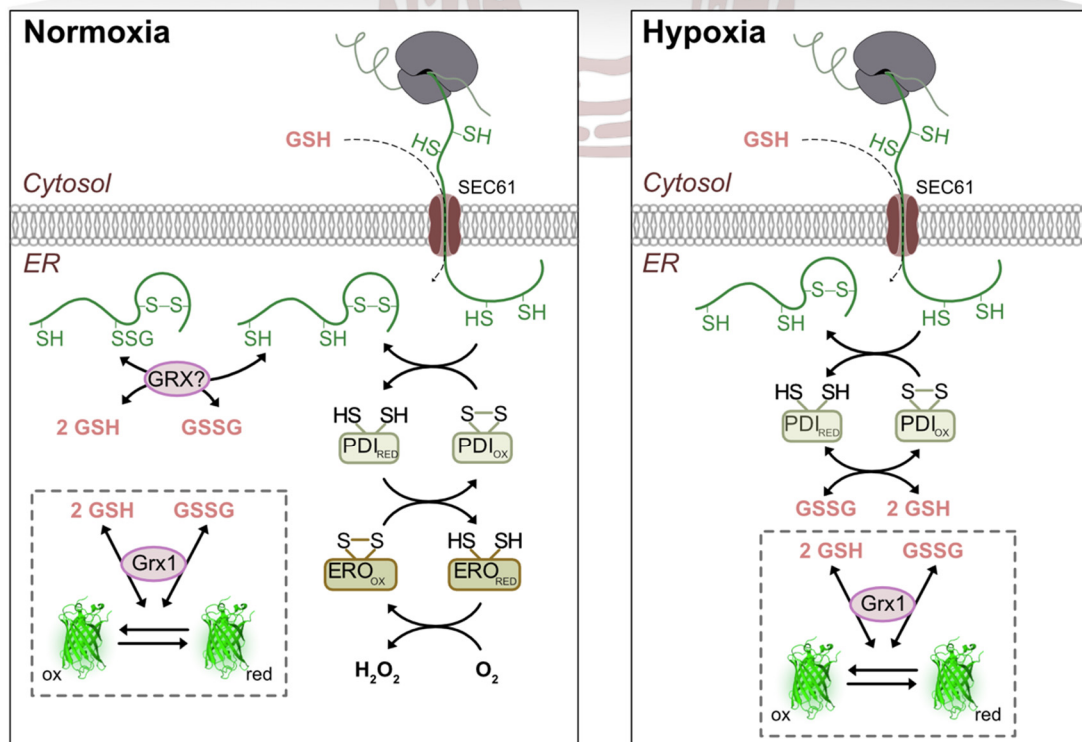 Normoxia
GSH
HS
SH
Cytosol
SEC61
ER
S–S
S–S
SH
SSG
SH
SH
HS
SH
GRX?
2 GSH
GSSG
HS SH
S–S
PDIRED
PDIOX
2 GSH
GSSG
Grx1
S–S
HS SH
EROOX
ERORED
ox
red
H2O2
O2
Hypoxia
GSH
HS
SH
Cytosol
SEC61
ER
S–S
SH
SH
HS
SH
HS SH
S–S
PDIRED
PDIOX
GSSG
2 GSH
2 GSH
GSSG
Grx1
ox
red